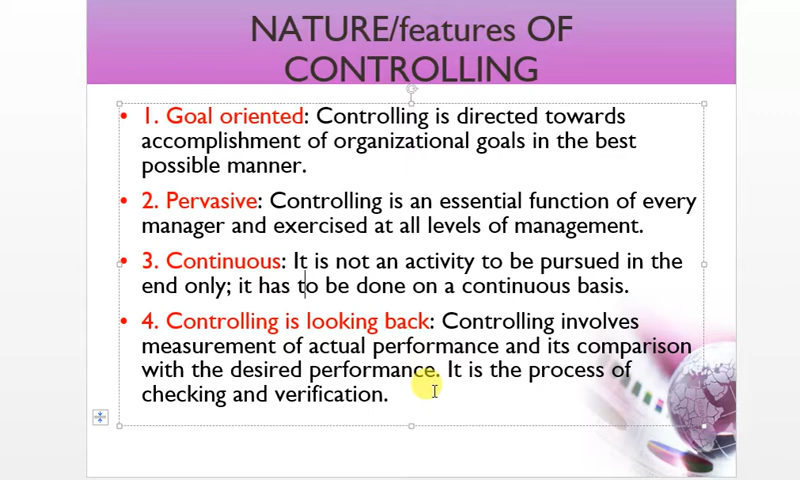 NATURE/features OF
CONTROLLING
• 1. Goal oriented: Controlling is directed towards
accomplishment of organizational goals in the best
possible manner.
• 2. Pervasive: Controlling is an essential function of every
manager and exercised at all levels of management.
• 3. Continuous: It is not an activity to be pursued in the
end only; it has to be done on a continuous basis.
• 4. Controlling is looking back: Controlling involves
measurement of actual performance and its comparison
with the desired performance. It is the process of
checking and verification.